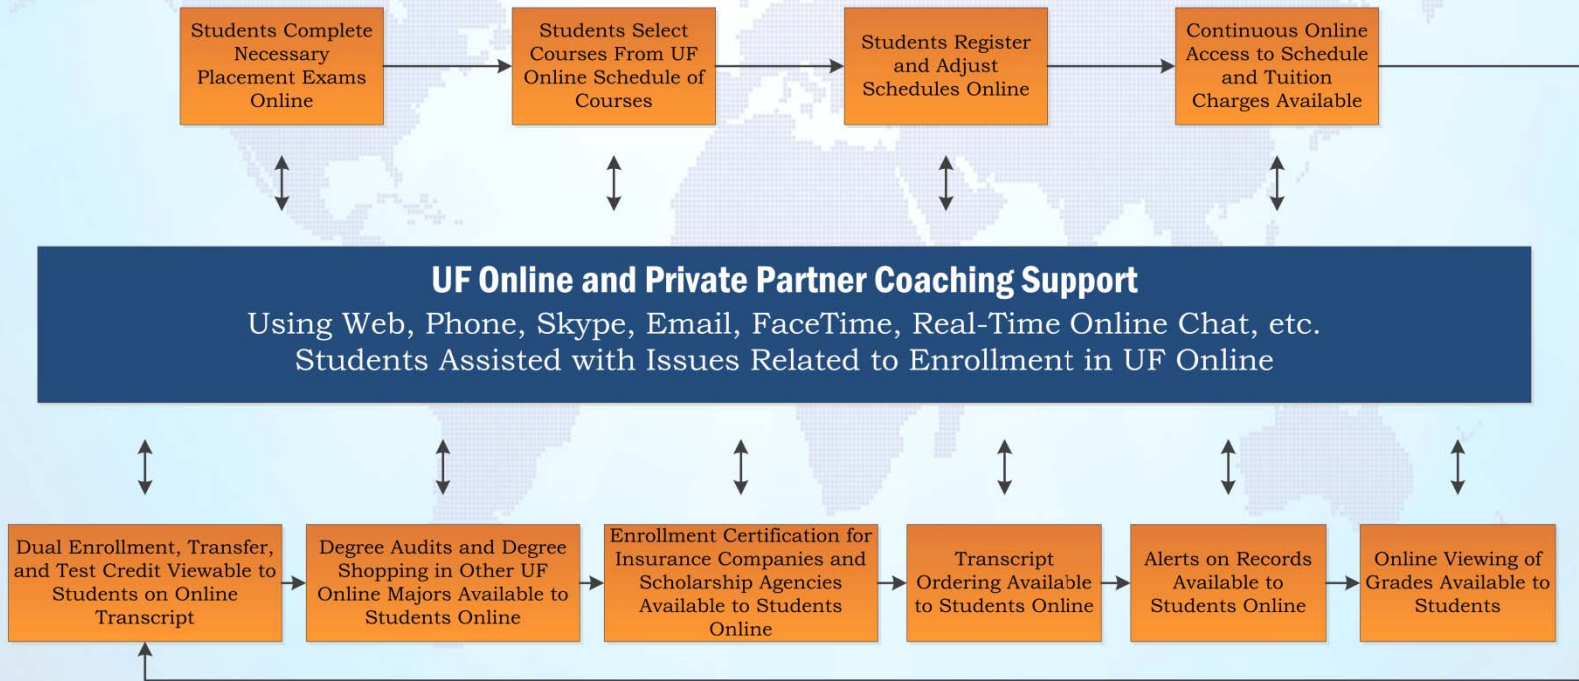 Students Complete
Necessary
Placement Exams
Online
Students Select
Courses From UF
Online Schedule of
Courses
Students Register
and Adjust
Schedules Online
Continuous Online
Access to Schedule
and Tuition
Charges Available
UF Online and Private Partner Coaching Support
Using Web, Phone, Skype, Email, FaceTime, Real-Time Online Chat, etc.
Students Assisted with Issues Related to Enrollment in UF Online
Dual Enrollment, Transfer,
and Test Credit Viewable to
Students on Online
Transcript
Degree Audits and Degree
Shopping in Other UF
Online Majors Available to
Students Online
Enrollment Certification for
Insurance Companies and
Scholarship Agencies
Available to Students
Online
Transcript
Ordering Available
to Students Online
Alerts on Records
Available to
Students Online
Online Viewing of
Grades Available to
Students